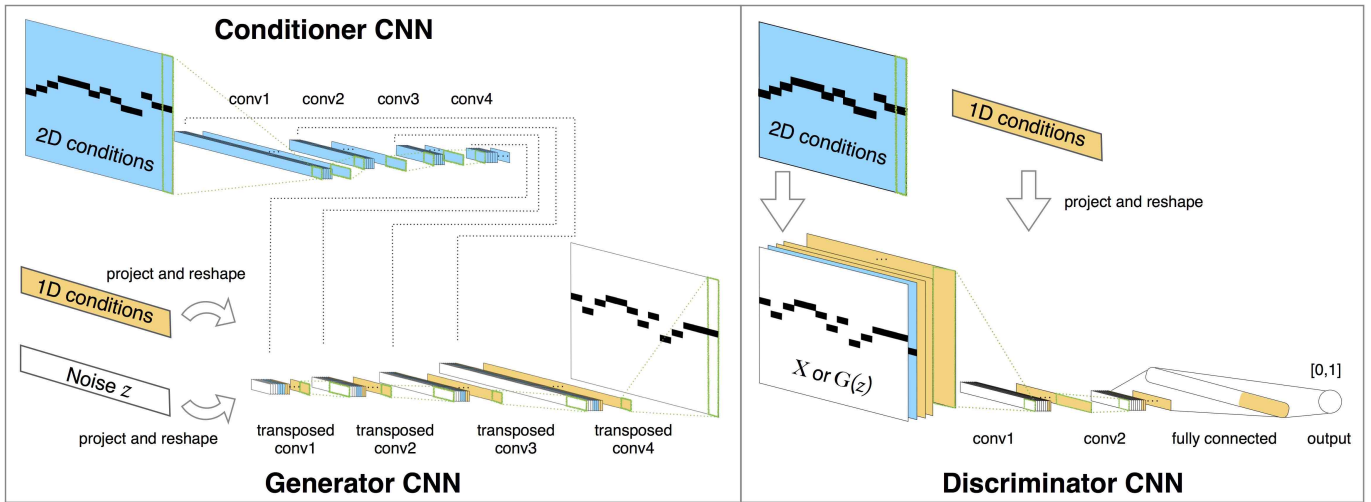 Conditioner CNN
conv1
conv2
conv3
conv4
2D conditions
project and reshape
1D conditions
Noise z
project and reshape
transposed
conv1
transposed
conv2
transposed
conv3
transposed
conv4
Generator CNN
2D conditions
1D conditions
project and reshape
X or G(z)
[0,1]
conv1
conv2
fully connected
output
Discriminator CNN